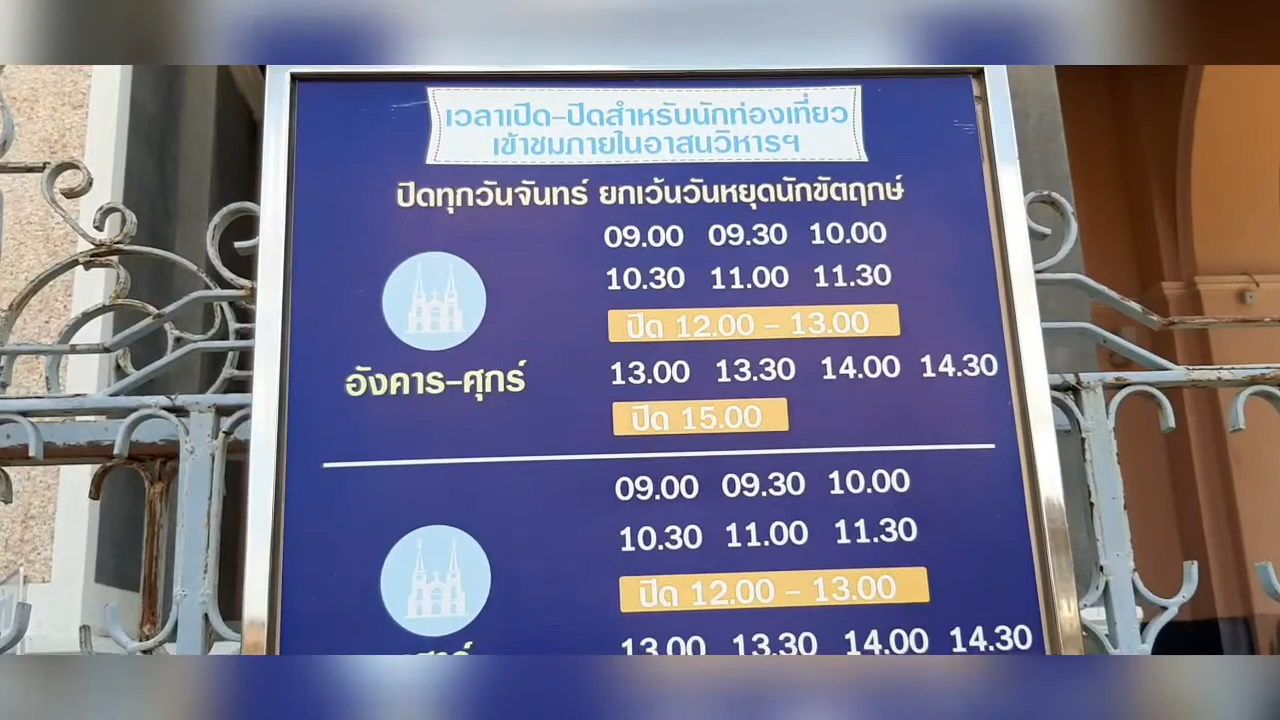 เวลาเปิด-ปิดสำหรับนักท่องเที่ยว
เข้าชมภายในอาสนวิหารฯ
ปิดทุกวันจันทร์ ยกเว้นวันหยุดนักขัตฤกษ์
09.00 09.30 10.00
10.30 11.00 11.30
ปิด 12.00 - 13.00
อังคาร-ศุกร์
13.00 13.30 14.00 14.30
ปิด 15.00
09.00 09.30 10.00
10.30 11.00 11.30
ปิด 12.00 - 13.00
13.00 13.30 14.00 14.30